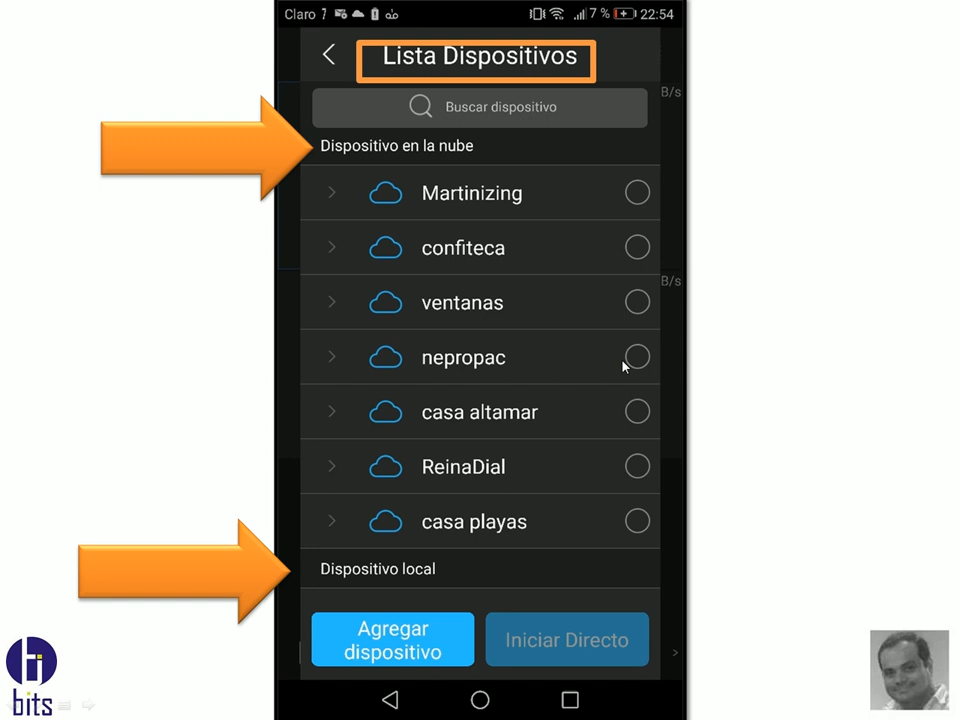 Claro
7 %
22:54
Lista Dispositivos
B/s
Buscar dispositivo
Dispositivo en la nube
Martinizing
confiteca
B/s
ventanas
nepropac
casa altamar
ReinaDial
casa playas
Dispositivo local
Agregar
dispositivo
Iniciar Directo
bits